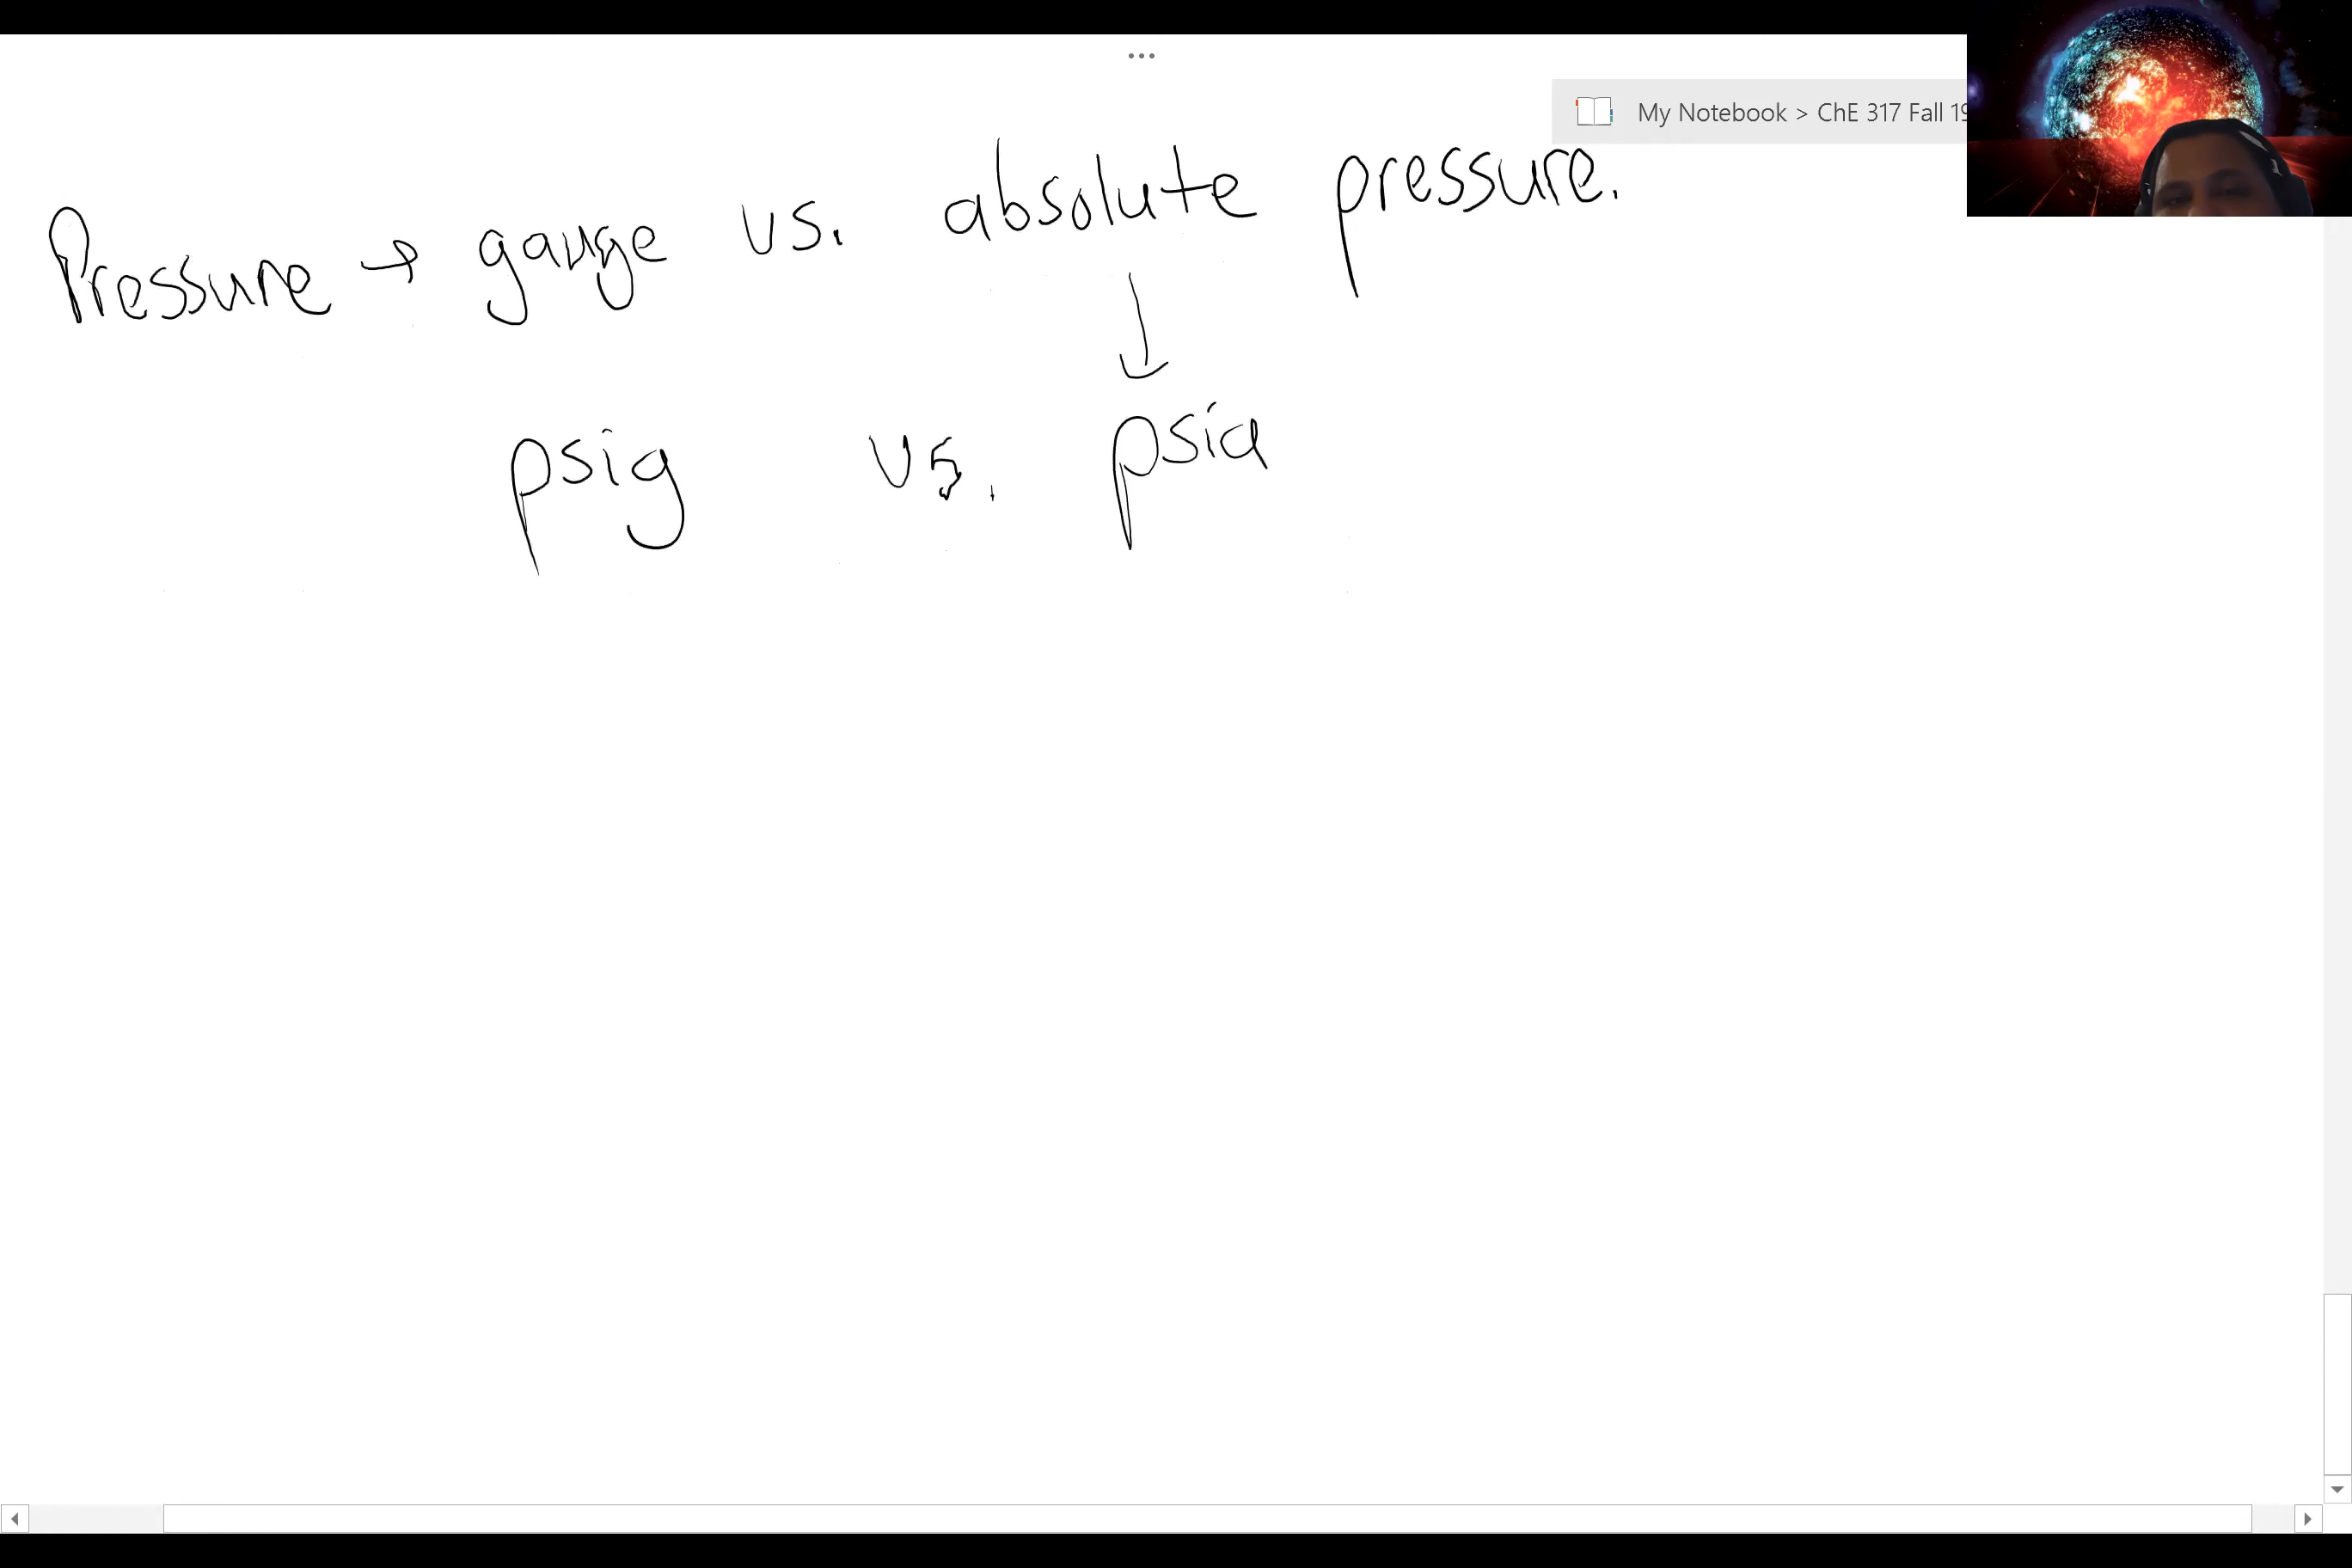 My Notebook > ChE 317 Fall 19
Pressure → gauge vs. absolute pressure.
psig vs. psia